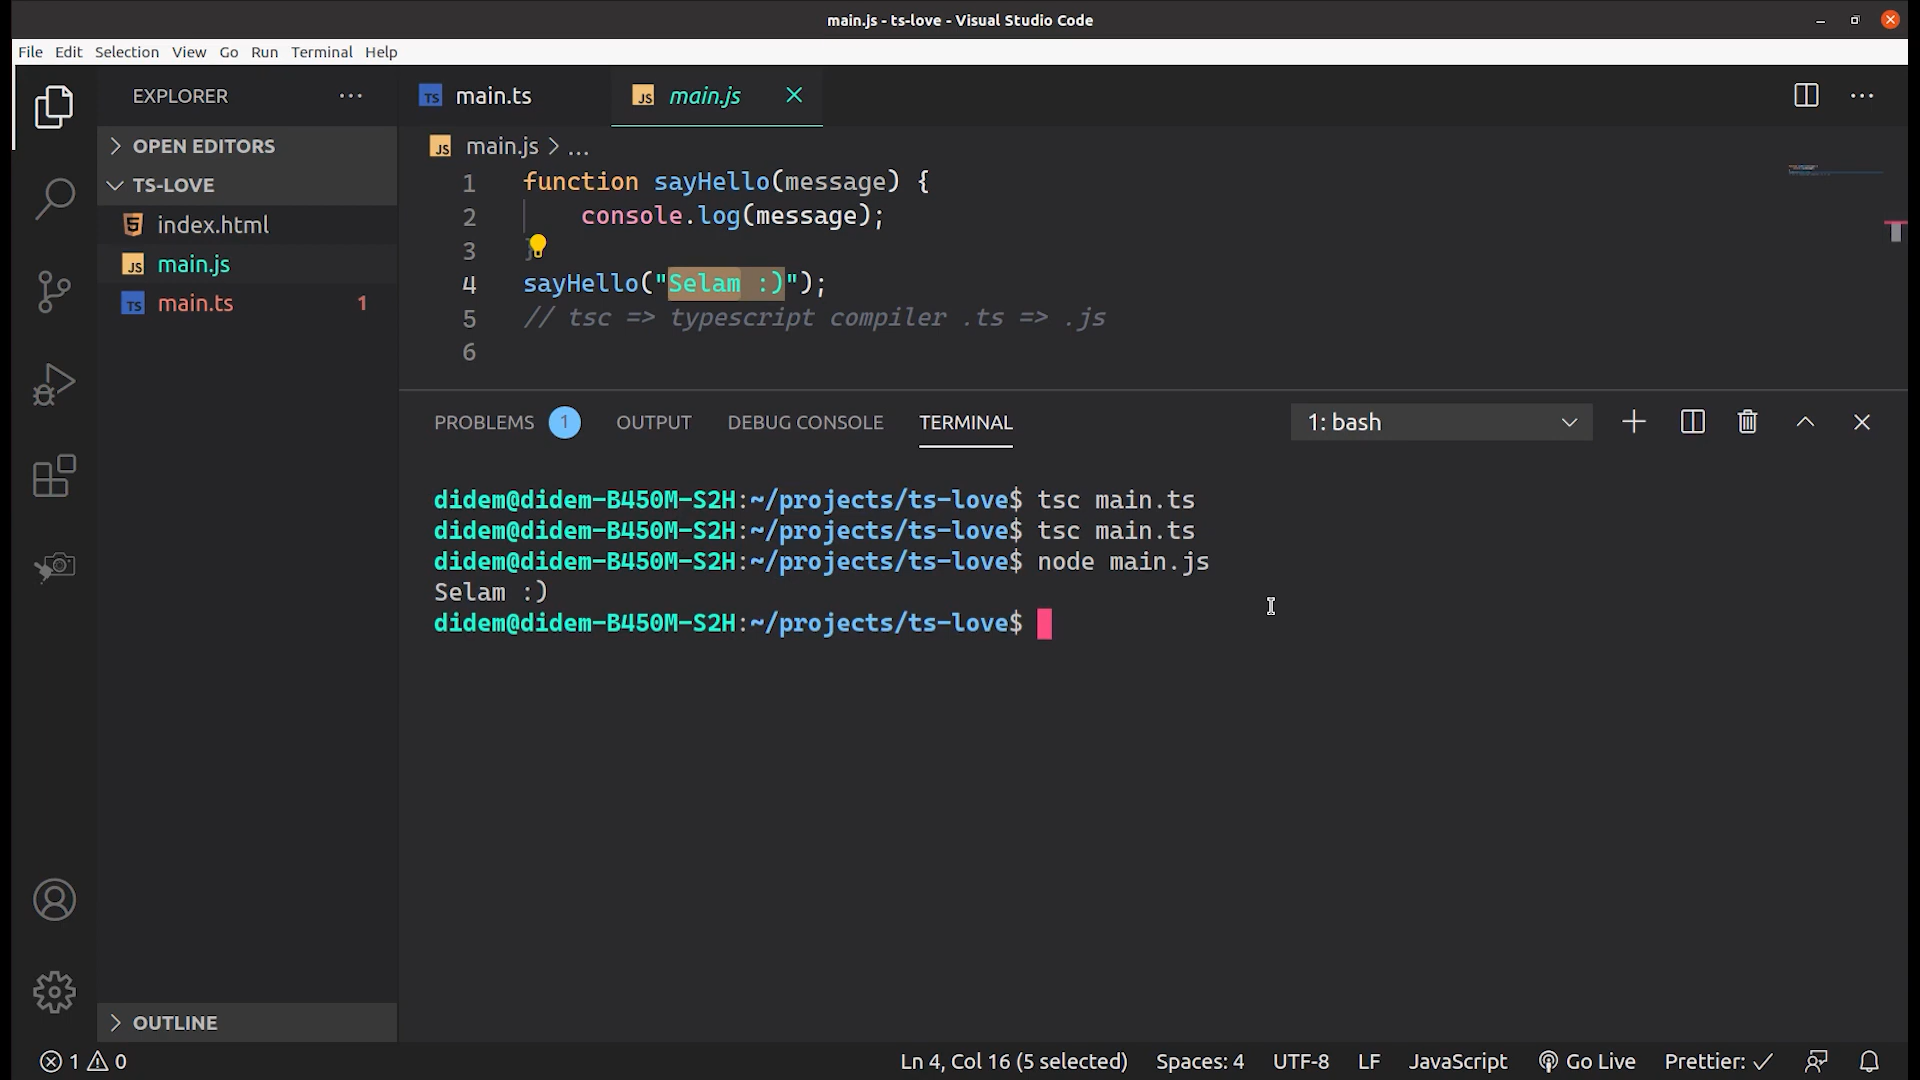 main.js - ts-love - Visual Studio Code
File Edit Selection View Go Run Terminal Help
EXPLORER
OPEN EDITORS
TS-LOVE
index.html
main.js
main.ts 1
main.ts main.js
main.js > ...
1 function sayHello(message) {
2 console.log(message);
3 }
4 sayHello("Selam :)");
5 // tsc => typescript compiler .ts => .js
6
PROBLEMS 1 OUTPUT DEBUG CONSOLE TERMINAL 1: bash
didem@didem-B450M-S2H:~/projects/ts-love$ tsc main.ts
didem@didem-B450M-S2H:~/projects/ts-love$ tsc main.ts
didem@didem-B450M-S2H:~/projects/ts-love$ node main.js
Selam :)
didem@didem-B450M-S2H:~/projects/ts-love$
OUTLINE
1 0 Ln 4, Col 16 (5 selected) Spaces: 4 UTF-8 LF JavaScript Go Live Prettier: ✓